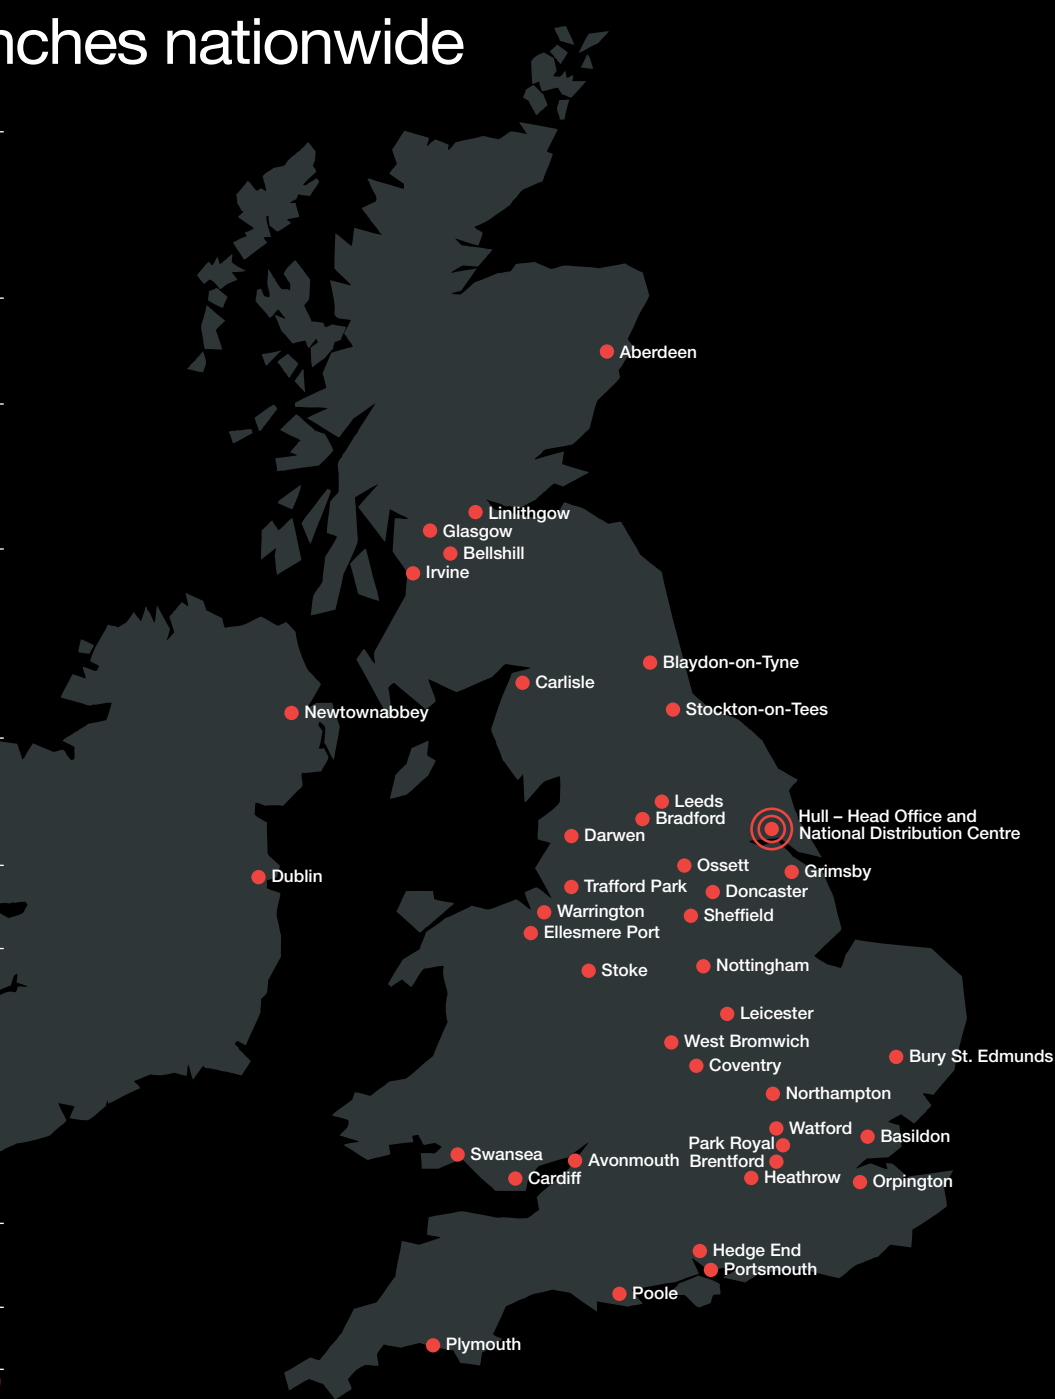 nches nationwide
Aberdeen
Linlithgow
Glasgow
Bellshill
Irvine
Blaydon-on-Tyne
Carlisle
Stockton-on-Tees
Newtownabbey
Leeds
Bradford
Hull – Head Office and
National Distribution Centre
Darwen
Ossett
Grimsby
Dublin
Trafford Park
Doncaster
Warrington
Sheffield
Ellesmere Port
Nottingham
Stoke
Leicester
West Bromwich
Bury St. Edmunds
Coventry
Northampton
Watford
Basildon
Park Royal
Swansea
Avonmouth
Brentford
Cardiff
Heathrow
Orpington
Hedge End
Portsmouth
Poole
Plymouth